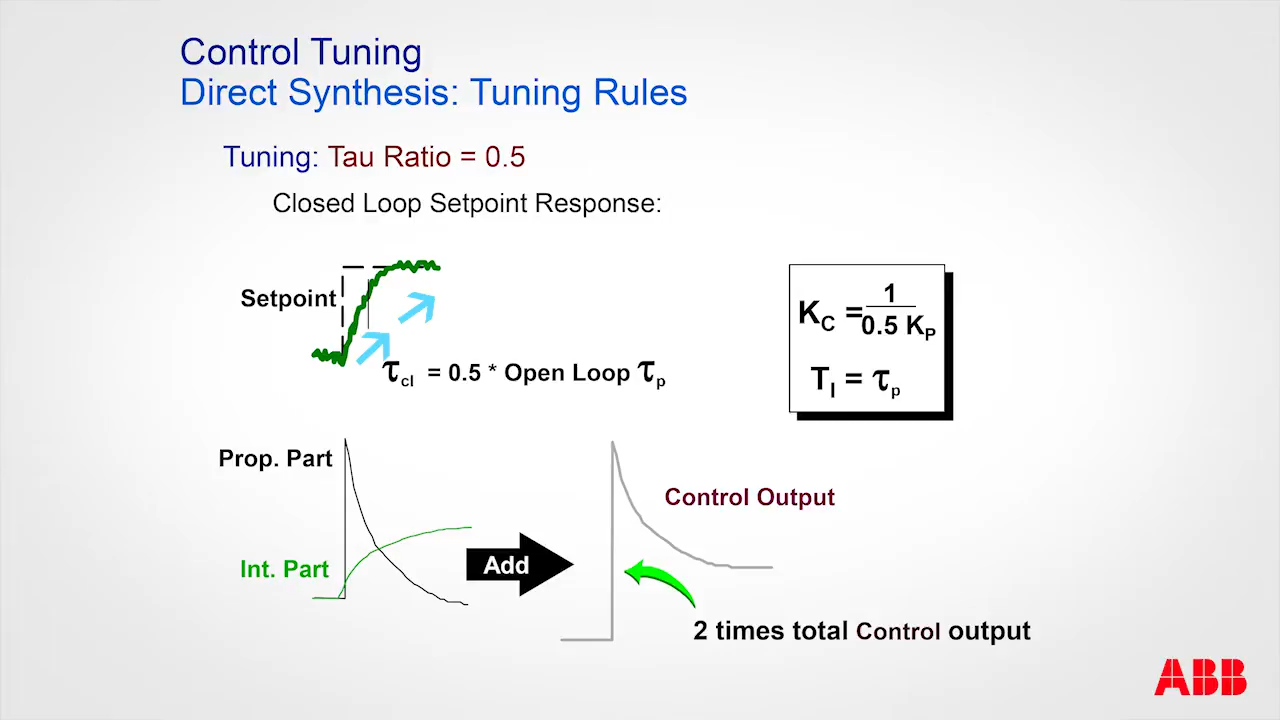 Control Tuning
Direct Synthesis: Tuning Rules
Tuning: Tau Ratio = 0.5
Closed Loop Setpoint Response:
Setpoint
τcl = 0.5 * Open Loop τp
KC = 1 / 0.5 KP
TI = τp
Prop. Part
Int. Part
Add
Control Output
2 times total Control output
ABB